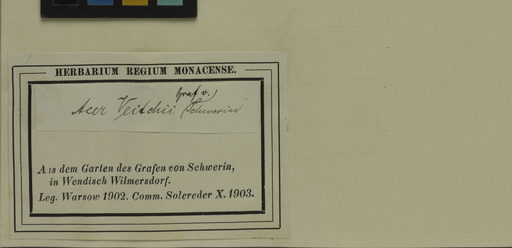 HERBARIUM REGIUM MONACENSE.
Graf v.)
Acer Veitchii (Schwerin
Aus dem Garten des Grafen von Schwerin,
in Wendisch Wilmersdorf.
Leg. Warsow 1902. Comm. Solereder X. 1903.